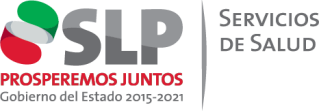 SLP
PROSPEREMOS JUNTOS
Gobierno del Estado 2015-2021
SERVICIOS
DE SALUD